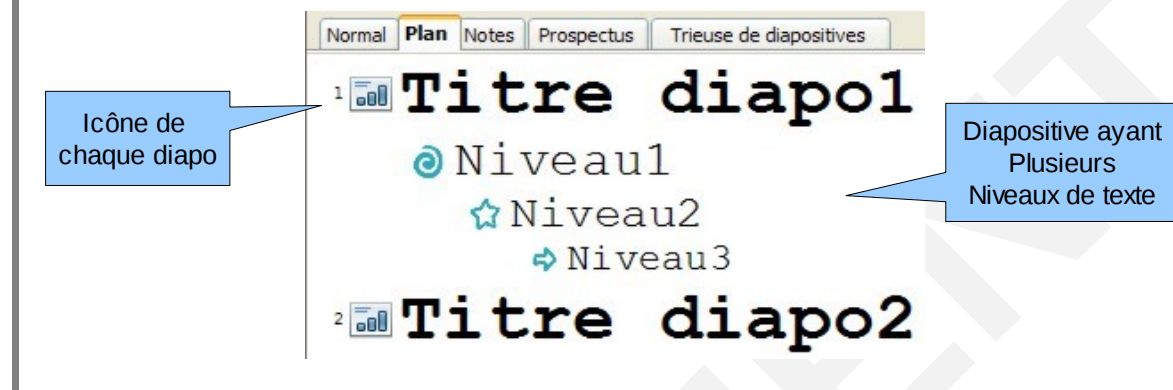 Normal Plan Notes Prospectus Trieuse de diapositives
1 Titre diapo1
Icône de
chaque diapo
Niveau1
Niveau2
Niveau3
Diapositive ayant
Plusieurs
Niveaux de texte
2 Titre diapo2